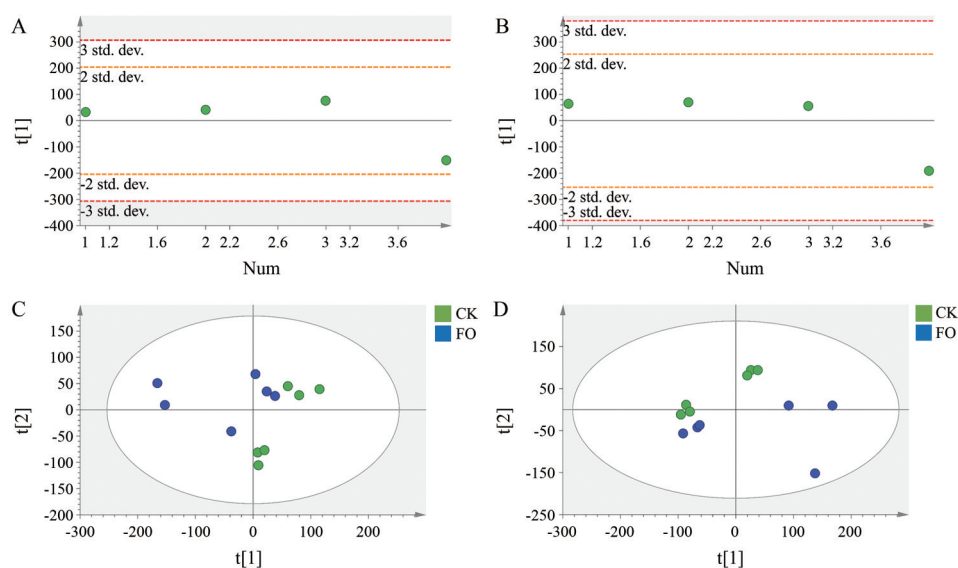 A
300
200
100
0
-100
-200
-300
-400
t[1]
3 std. dev.
2 std. dev.
-2 std. dev.
-3 std. dev.
1 1.2 1.6 2 2.2 2.6 3 3.2 3.6
Num
B
300
200
100
0
-100
-200
-300
-400
t[1]
3 std. dev.
2 std. dev.
-2 std. dev.
-3 std. dev.
1 1.2 1.6 2 2.2 2.6 3 3.2 3.6
Num
C
150
100
50
0
-50
-100
-150
-200
t[2]
-300 -200 -100 0 100 200
t[1]
CK
FO
D
150
50
-50
-150
-250
t[2]
-300 -200 -100 0 100 200
t[1]
CK
FO